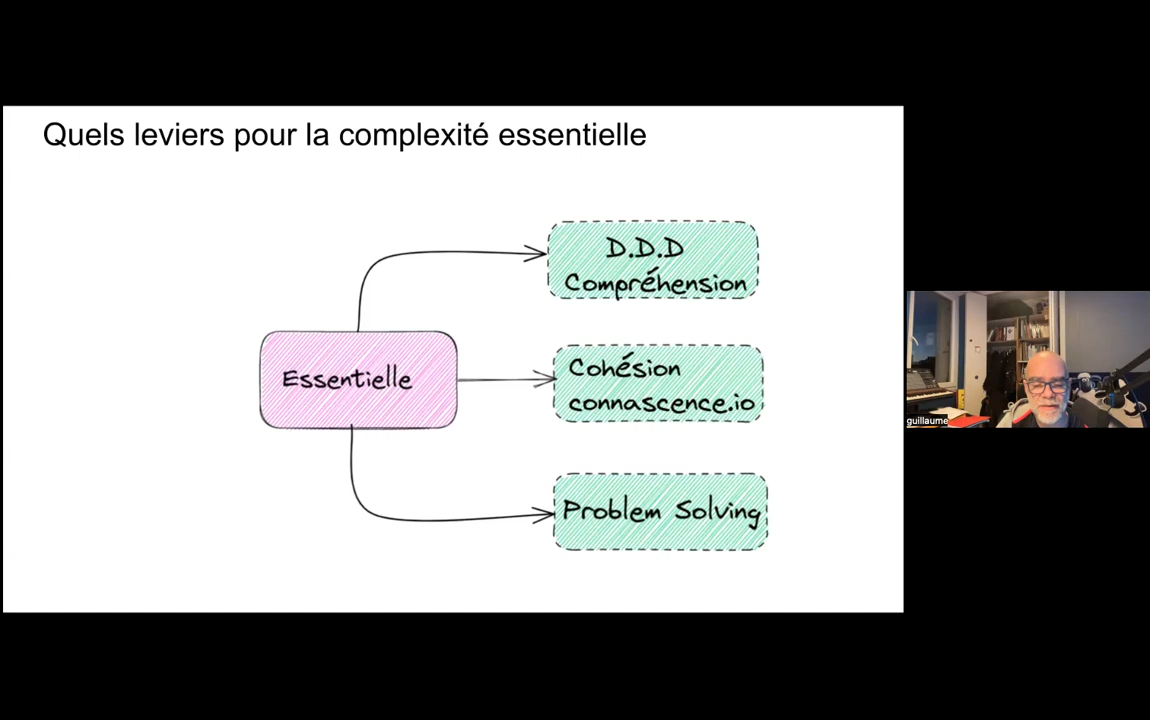 Quels leviers pour la complexité essentielle
D.D.D
Compréhension
Essentielle
Cohésion
connascence.io
Problem Solving
guillaume